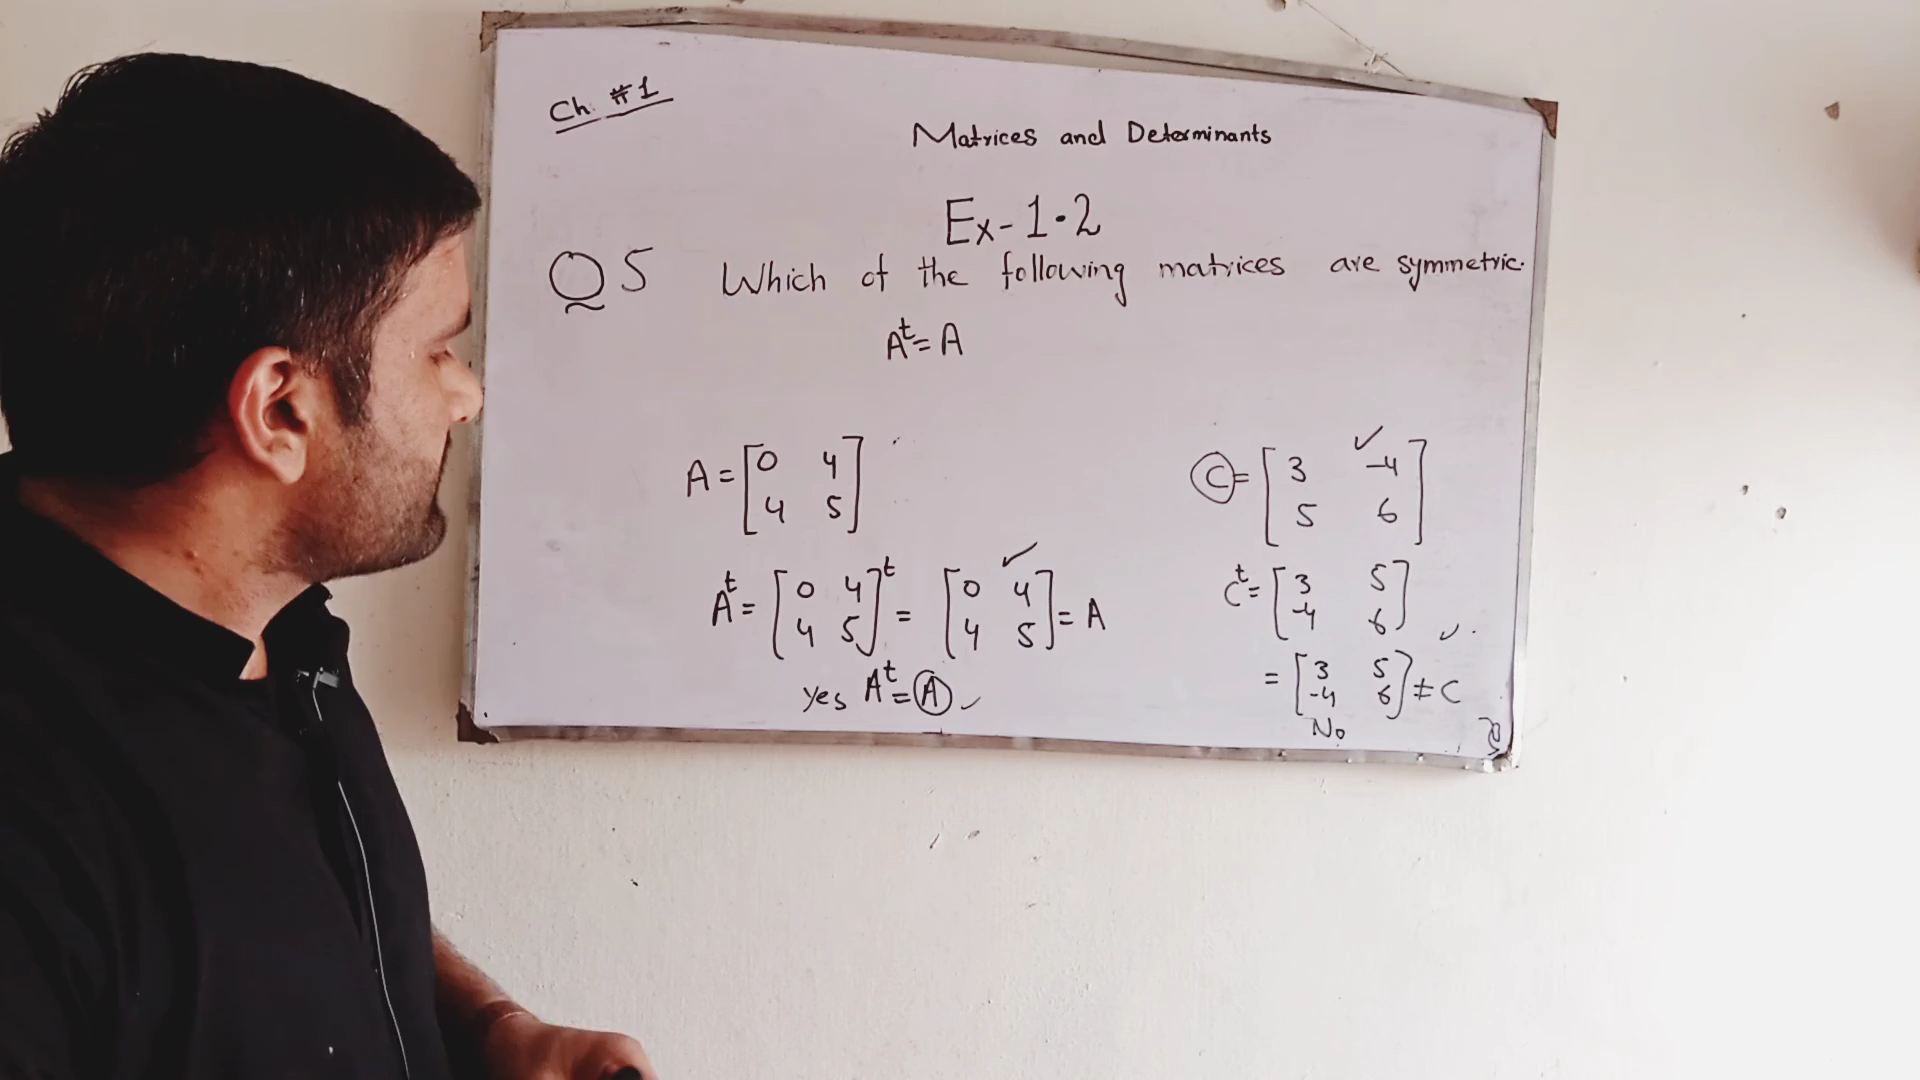 Ch #1
Matrices and Determinants
Ex-1.2
Q5 Which of the following matrices are symmetric.
Aᵗ = A
A = [0 4
4 5]
Aᵗ = [0 4
4 5]ᵗ = [0 4
4 5] = A
yes Aᵗ = A ✓
C = [3 -4
5 6]
Cᵗ = [3 5
-4 6]
= [3 5
-4 6] ≠ C
No